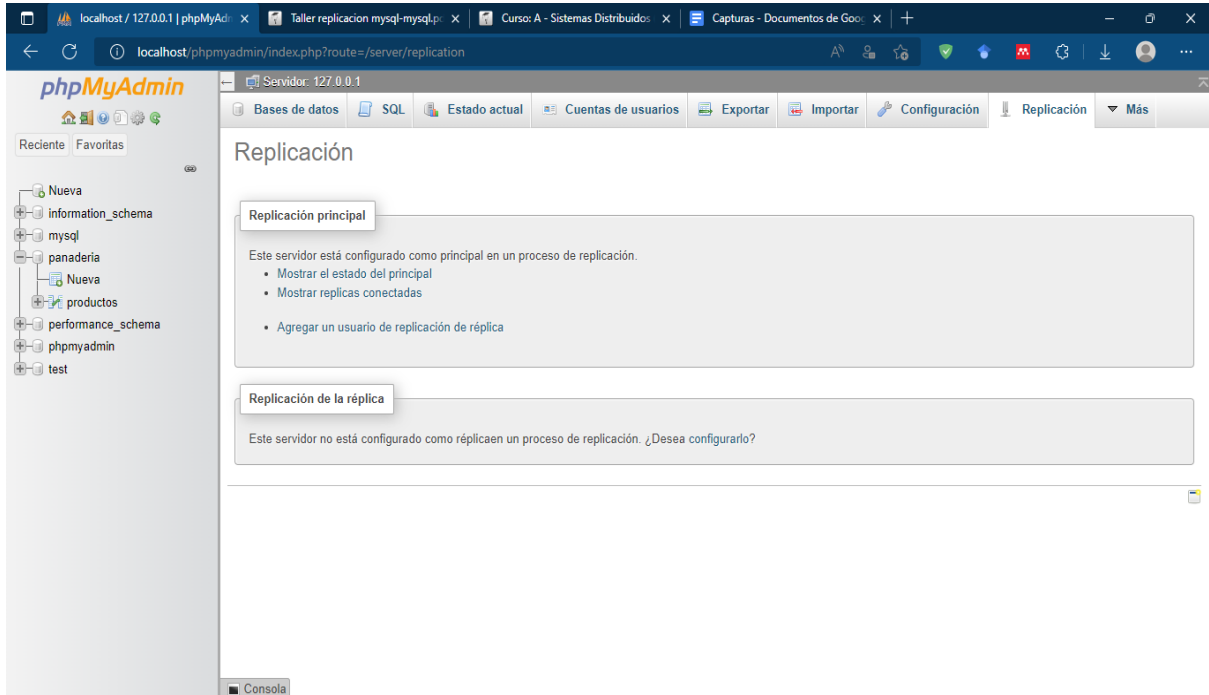 localhost / 127.0.0.1 | phpMyAdn
Taller replicacion mysql-mysql.pc
Curso: A - Sistemas Distribuidos
Capturas - Documentos de Goog
localhost/phpmyadmin/index.php?route=/server/replication
phpMyAdmin
Reciente Favoritas
Nueva
information_schema
mysql
panaderia
Nueva
productos
performance_schema
phpmyadmin
test
Servidor: 127.0.0.1
Bases de datos SQL Estado actual Cuentas de usuarios Exportar Importar Configuración Replicación Más
Replicación
Replicación principal
Este servidor está configurado como principal en un proceso de replicación.
• Mostrar el estado del principal
• Mostrar replicas conectadas
• Agregar un usuario de replicación de réplica
Replicación de la réplica
Este servidor no está configurado como réplicaen un proceso de replicación. ¿Desea configurarlo?
Consola